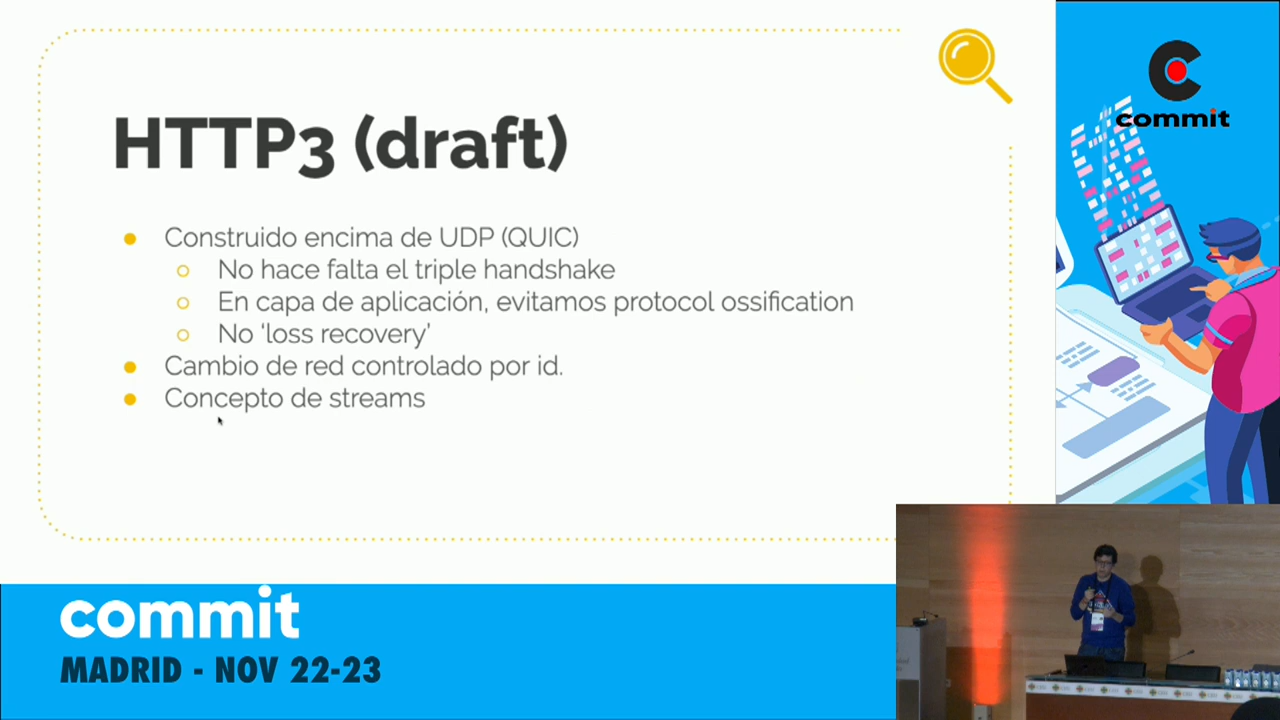 HTTP3 (draft)
Construido encima de UDP (QUIC)
No hace falta el triple handshake
En capa de aplicación, evitamos protocol ossification
No ‘loss recovery’
Cambio de red controlado por id.
Concepto de streams
commit
commit
MADRID - NOV 22-23